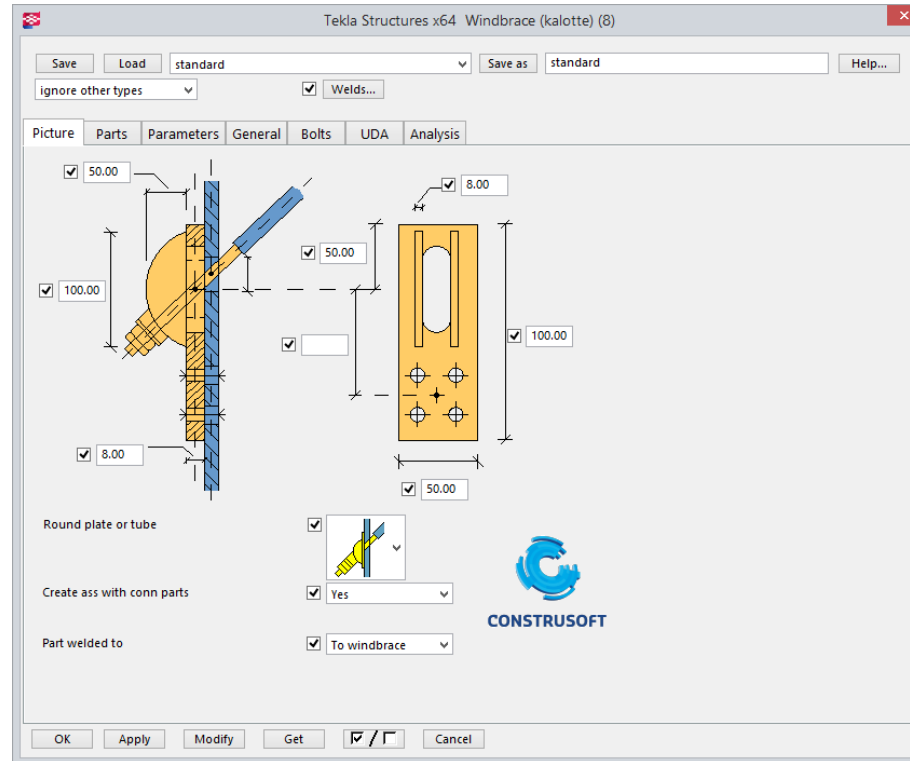 Tekla Structures x64 Windbrace (kalotte) (8)
Save Load standard Save as standard Help...
ignore other types Welds...
Picture Parts Parameters General Bolts UDA Analysis
50.00
8.00
50.00
100.00
100.00
8.00
50.00
Round plate or tube
Create ass with conn parts Yes
CONSTRUSOFT
Part welded to To windbrace
OK Apply Modify Get / Cancel